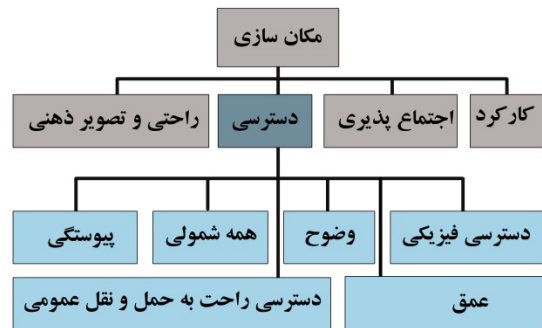 مکان سازی
کارکرد
اجتماع پذیری
دسترسی
راحتی و تصویر ذهنی
دسترسی فیزیکی
وضوح
همه شمولی
پیوستگی
عمق
دسترسی راحت به حمل و نقل عمومی